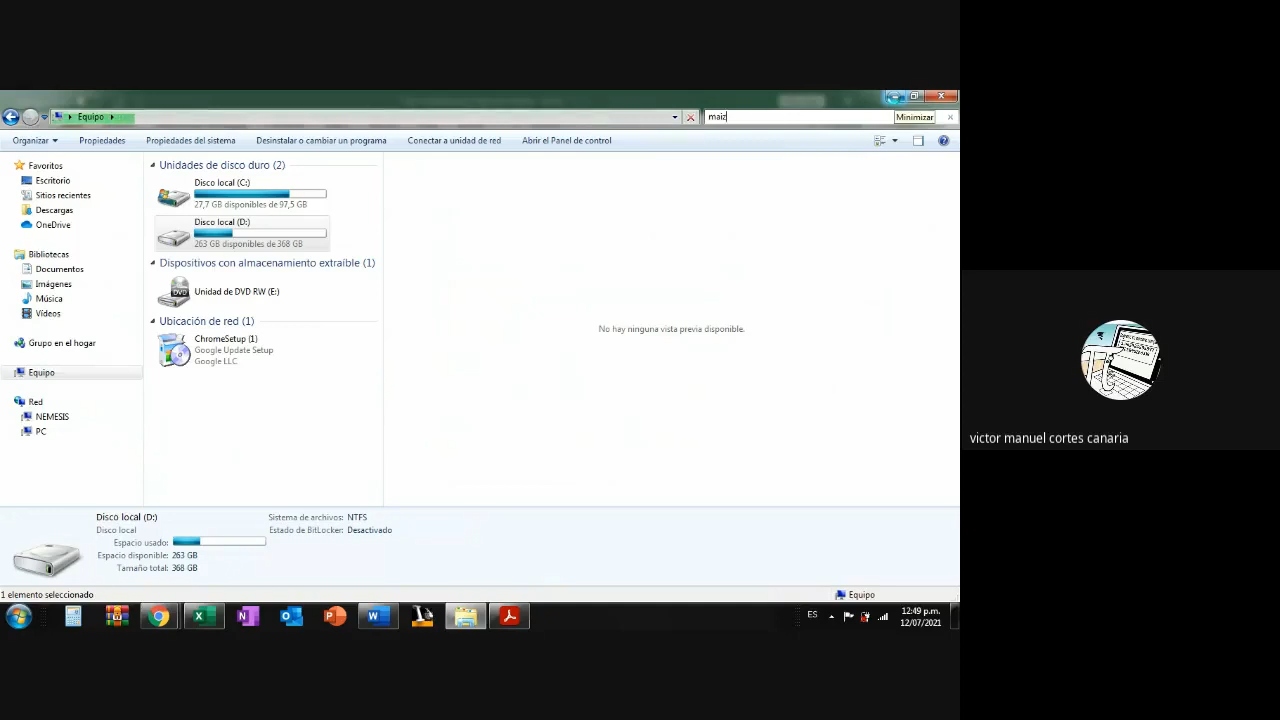 Equipo
maiz
Minimizar
Organizar
Propiedades
Propiedades del sistema
Desinstalar o cambiar un programa
Conectar a unidad de red
Abrir el Panel de control
Favoritos
Escritorio
Sitios recientes
Descargas
OneDrive
Bibliotecas
Documentos
Imágenes
Música
Vídeos
Grupo en el hogar
Equipo
Red
NEMESIS
PC
Unidades de disco duro (2)
Disco local (C:)
27,7 GB disponibles de 97,5 GB
Disco local (D:)
263 GB disponibles de 368 GB
Dispositivos con almacenamiento extraíble (1)
DVD
Unidad de DVD RW (E:)
Ubicación de red (1)
ChromeSetup (1)
Google Update Setup
Google LLC
No hay ninguna vista previa disponible.
Disco local (D:)
Disco local
Espacio usado:
Espacio disponible: 263 GB
Tamaño total: 368 GB
Sistema de archivos: NTFS
Estado de BitLocker: Desactivado
1 elemento seleccionado
Equipo
ES
12:49 p.m.
12/07/2021
victor manuel cortes canaria